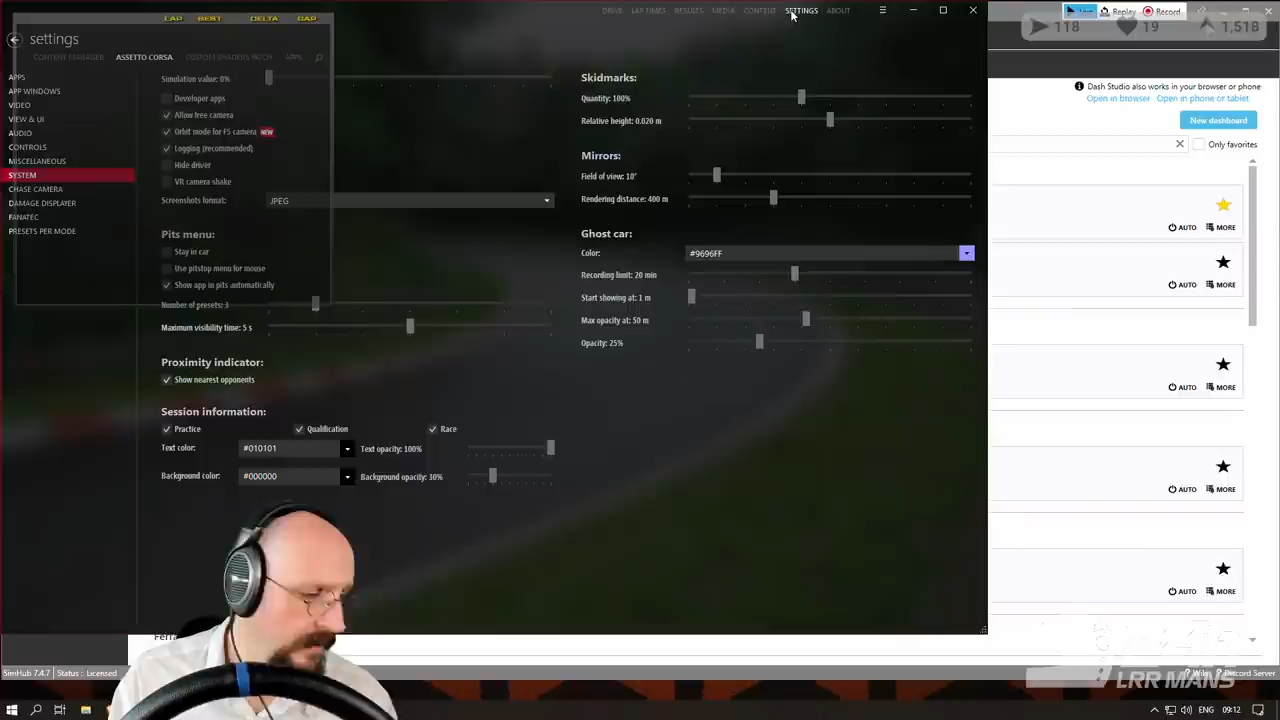 LAP BEST DELTA GAP
DRIVE LAP TIMES RESULTS MEDIA CONTENT SETTINGS ABOUT
Replay Record
118 19 1,518
settings
CONTENT MANAGER ASSETTO CORSA CUSTOM SHADERS PATCH APPS
APPS
APP WINDOWS
VIDEO
VIEW & UI
AUDIO
CONTROLS
MISCELLANEOUS
SYSTEM
CHASE CAMERA
DAMAGE DISPLAYER
FANATEC
PRESETS PER MODE
Simulation value: 0%
Developer apps
Allow free camera
Orbit mode for F5 camera NEW
Logging (recommended)
Hide driver
VR camera shake
Screenshots format: JPEG
Pits menu:
Stay in car
Use pitstop menu for mouse
Show app in pits automatically
Number of presets: 3
Maximum visibility time: 5 s
Proximity indicator:
Show nearest opponents
Session information:
Practice Qualification Race
Text color: #010101 Text opacity: 100%
Background color: #000000 Background opacity: 30%
Skidmarks:
Quantity: 100%
Relative height: 0.020 m
Mirrors:
Field of view: 10°
Rendering distance: 400 m
Ghost car:
Color: #9696FF
Recording limit: 20 min
Start showing at: 1 m
Max opacity at: 50 m
Opacity: 25%
Dash Studio also works in your browser or phone
Open in browser Open in phone or tablet
New dashboard
Only favorites
AUTO MORE
AUTO MORE
AUTO MORE
AUTO MORE
AUTO MORE
SimHub 7.4.7 Status : Licensed
Wiki Discord Server
LRR MANS
ENG 09:12